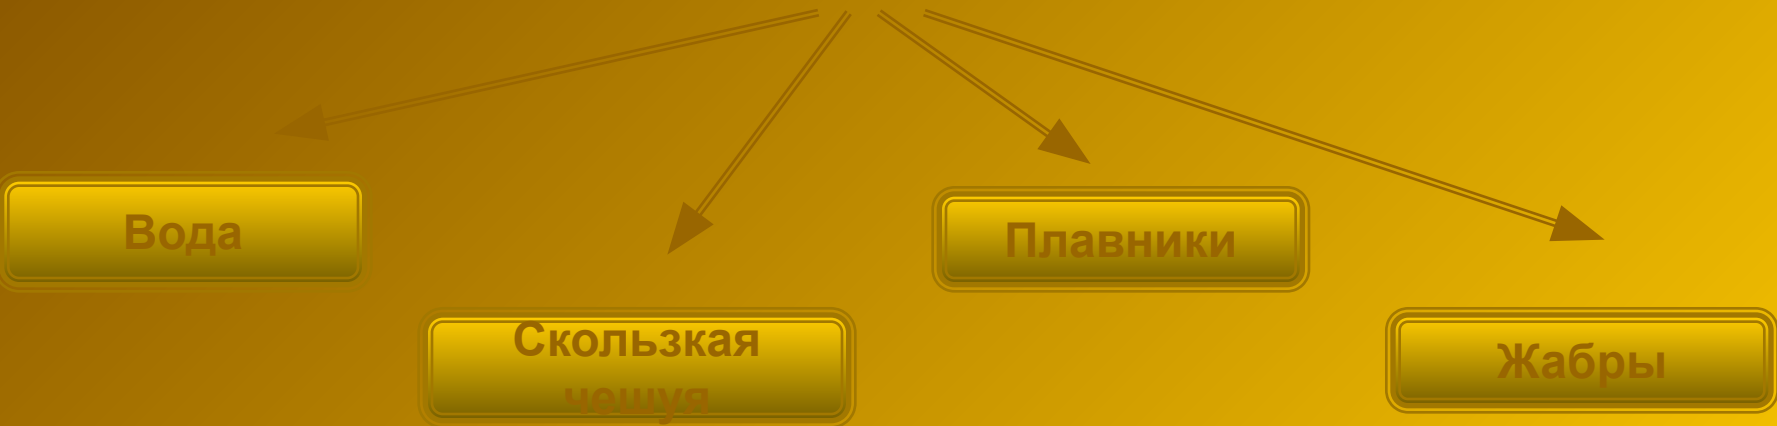 Вода
Плавники
Скользкая
чешуя
Жабры